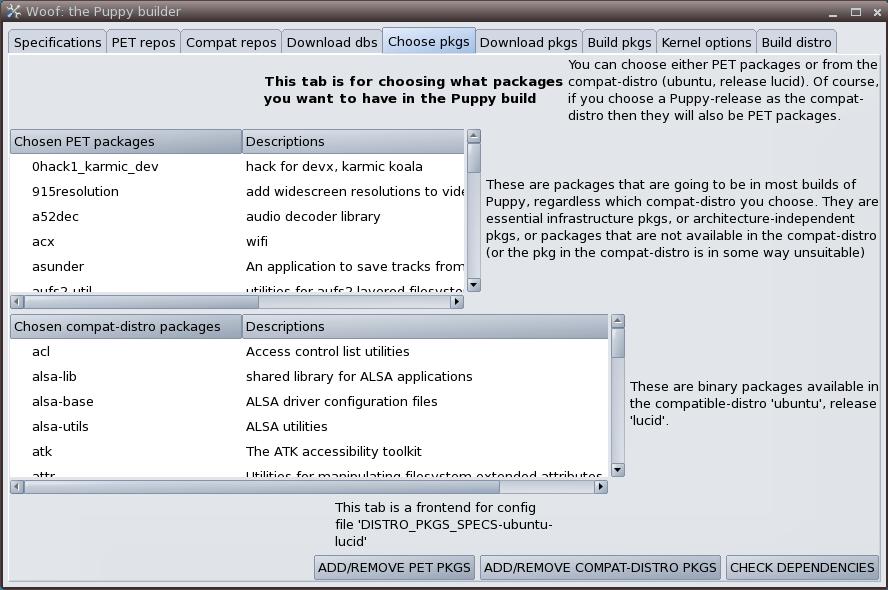 Woof: the Puppy builder
Specifications PET repos Compat repos Download dbs Choose pkgs Download pkgs Build pkgs Kernel options Build distro
This tab is for choosing what packages
you want to have in the Puppy build
You can choose either PET packages or from the
compat-distro (ubuntu, release lucid). Of course,
if you choose a Puppy-release as the compat-
distro then they will also be PET packages.
Chosen PET packages Descriptions
0hack1_karmic_dev hack for devx, karmic koala
915resolution add widescreen resolutions to vide
a52dec audio decoder library
acx wifi
asunder An application to save tracks from
aufs2-util utilities for aufs2 layered filesyste
These are packages that are going to be in most builds of
Puppy, regardless which compat-distro you choose. They are
essential infrastructure pkgs, or architecture-independent
pkgs, or packages that are not available in the compat-distro
(or the pkg in the compat-distro is in some way unsuitable)
Chosen compat-distro packages Descriptions
acl Access control list utilities
alsa-lib shared library for ALSA applications
alsa-base ALSA driver configuration files
alsa-utils ALSA utilities
atk The ATK accessibility toolkit
attr Utilities for manipulating filesystem extended attributes
These are binary packages available in
the compatible-distro 'ubuntu', release
'lucid'.
This tab is a frontend for config
file 'DISTRO_PKGS_SPECS-ubuntu-
lucid'
ADD/REMOVE PET PKGS ADD/REMOVE COMPAT-DISTRO PKGS CHECK DEPENDENCIES